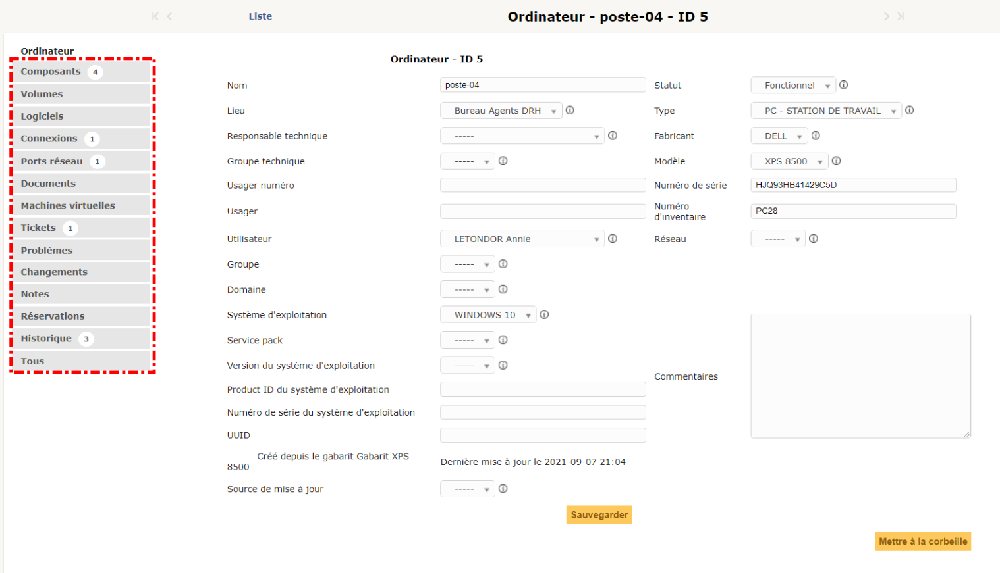 Liste
Ordinateur - poste-04 - ID 5
Ordinateur
Composants 4
Volumes
Logiciels
Connexions 1
Ports réseau 1
Documents
Machines virtuelles
Tickets 1
Problèmes
Changements
Notes
Réservations
Historique 3
Tous
Ordinateur - ID 5
Nom poste-04 Statut Fonctionnel
Lieu Bureau Agents DRH Type PC - STATION DE TRAVAIL
Responsable technique ----- Fabricant DELL
Groupe technique ----- Modèle XPS 8500
Usager numéro Numéro de série HJQ93HB41429C5D
Usager Numéro
d'inventaire PC28
Utilisateur LETONDOR Annie Réseau -----
Groupe -----
Domaine -----
Système d'exploitation WINDOWS 10
Service pack -----
Version du système d'exploitation -----
Commentaires
Product ID du système d'exploitation
Numéro de série du système d'exploitation
UUID
Créé depuis le gabarit Gabarit XPS
8500 Dernière mise à jour le 2021-09-07 21:04
Source de mise à jour -----
Sauvegarder
Mettre à la corbeille